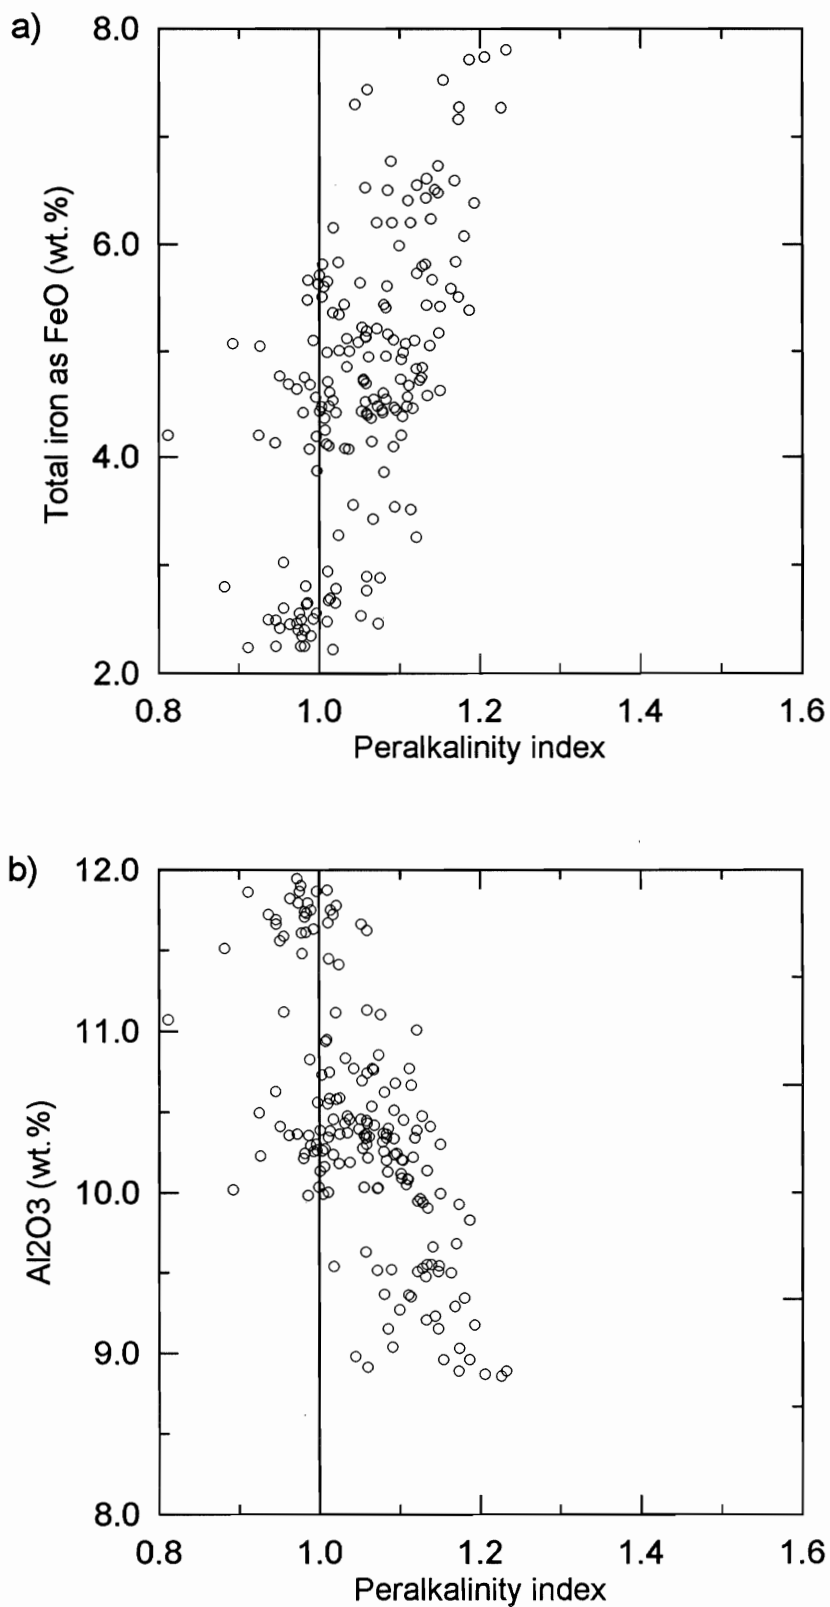 a)
8.0
6.0
4.0
2.0
Total iron as FeO (wt.%)
0.8 1.0 1.2 1.4 1.6
Peralkalinity index
b)
12.0
11.0
10.0
9.0
8.0
Al2O3 (wt.%)
0.8 1.0 1.2 1.4 1.6
Peralkalinity index